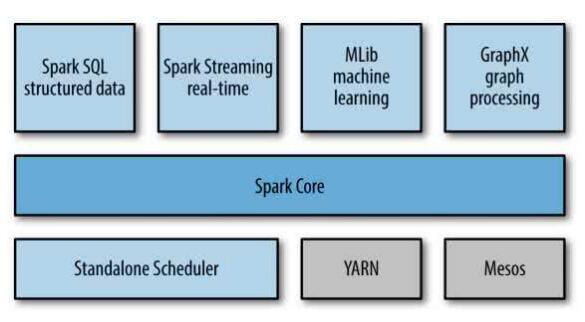 Spark SQL
structured data
Spark Streaming
real-time
MLib
machine
learning
GraphX
graph
processing
Spark Core
Standalone Scheduler
YARN
Mesos